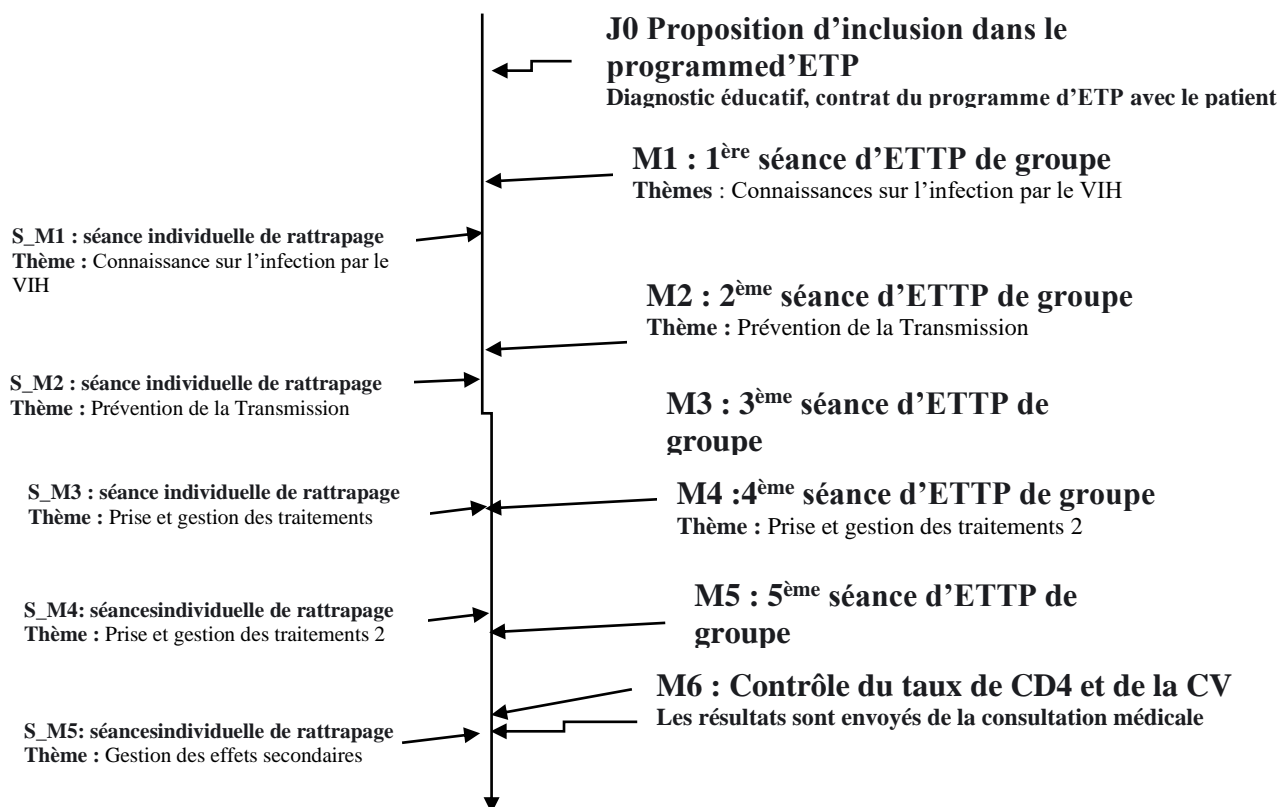 J0 Proposition d’inclusion dans le
programmed’ETP
Diagnostic éducatif, contrat du programme d’ETP avec le patient
M1 : 1ère séance d’ETTP de groupe
Thèmes : Connaissances sur l’infection par le VIH
S_M1 : séance individuelle de rattrapage
Thème : Connaissance sur l’infection par le
VIH
M2 : 2ème séance d’ETTP de groupe
Thème : Prévention de la Transmission
S_M2 : séance individuelle de rattrapage
Thème : Prévention de la Transmission
M3 : 3ème séance d’ETTP de
groupe
S_M3 : séance individuelle de rattrapage
Thème : Prise et gestion des traitements
M4 :4ème séance d’ETTP de groupe
Thème : Prise et gestion des traitements 2
S_M4: séancesindividuelle de rattrapage
Thème : Prise et gestion des traitements 2
M5 : 5ème séance d’ETTP de
groupe
M6 : Contrôle du taux de CD4 et de la CV
Les résultats sont envoyés de la consultation médicale
S_M5: séancesindividuelle de rattrapage
Thème : Gestion des effets secondaires